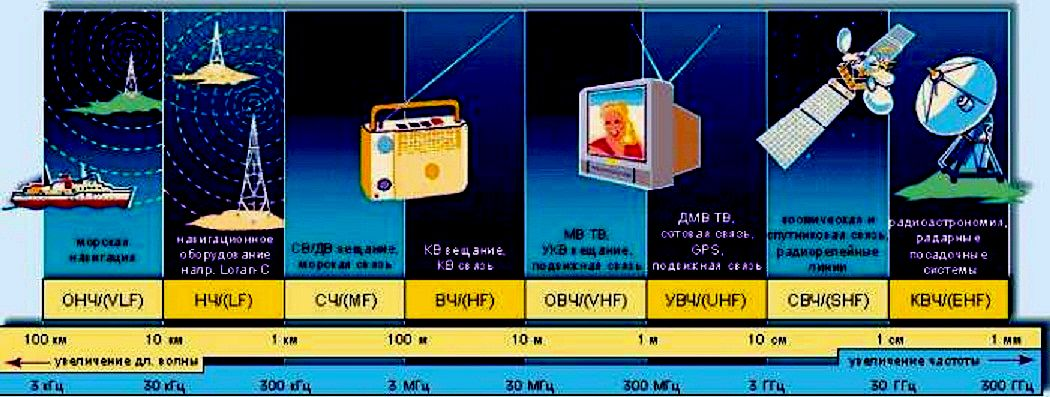 морская
навигация
навигационное
оборудование
напр. Loran-C
СВ/ДВ вещание,
морская связь
КВ вещание,
КВ связь
МВ ТВ,
УКВ вещание,
подвижная связь
ДМВ ТВ,
сотовая связь,
GPS,
подвижная связь
космическая и
спутниковая связь,
радиорелейные
линии
радиоастрономия,
радарные
посадочные
системы
ОНЧ/(VLF) НЧ/(LF) СЧ/(MF) ВЧ/(HF) ОВЧ/(VHF) УВЧ/(UHF) СВЧ/(SHF) КВЧ/(EHF)
100 км 10 км 1 км 100 м 10 м 1 м 10 см 1 см 1 мм
увеличение дл. волны увеличение частоты
3 кГц 30 кГц 300 кГц 3 МГц 30 МГц 300 МГц 3 ГГц 30 ГГц 300 ГГц